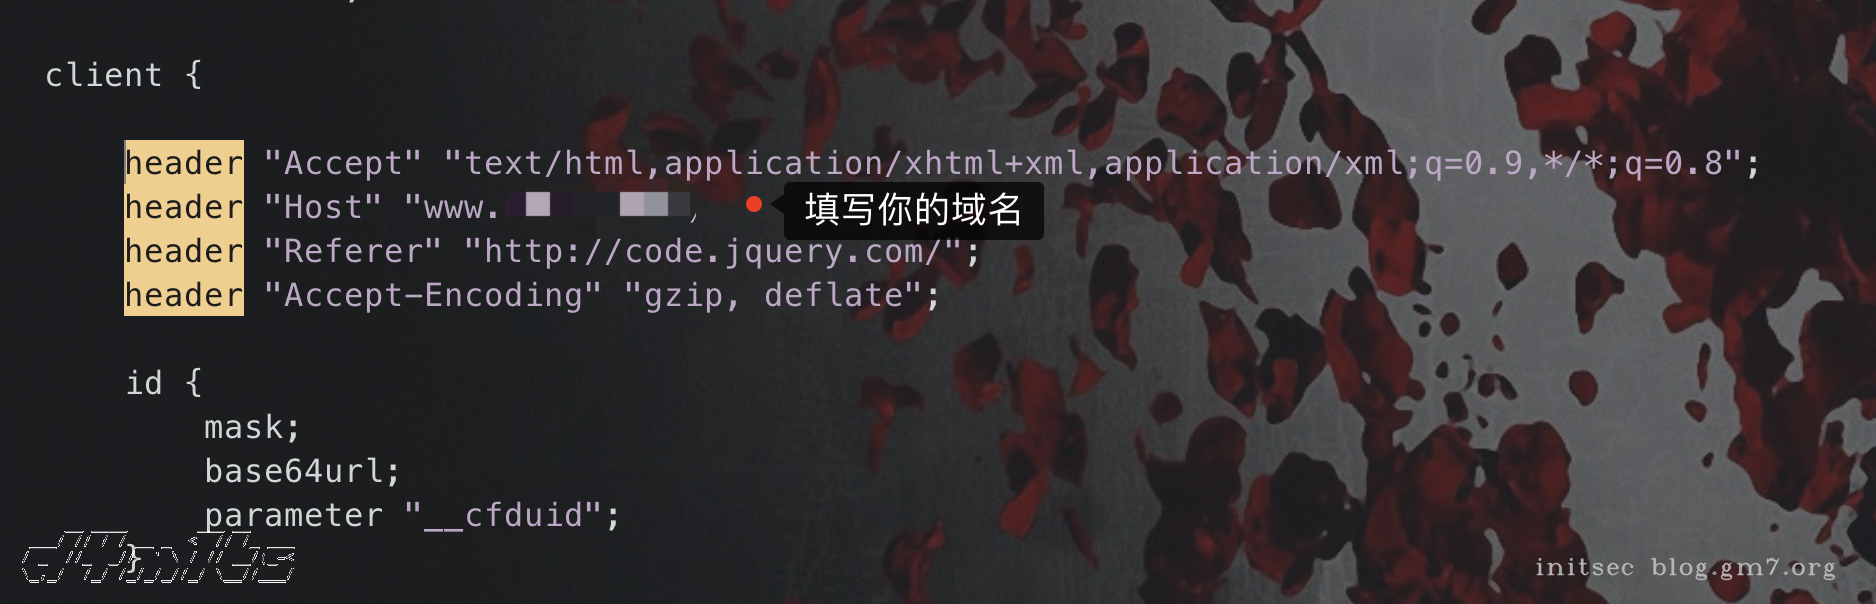 client {
header "Accept" "text/html,application/xhtml+xml,application/xml;q=0.9,*/*;q=0.8";
header "Host" "www.
填写你的域名
header "Referer" "http://code.jquery.com/";
header "Accept-Encoding" "gzip, deflate";
id {
mask;
base64url;
parameter "__cfduid";
}
d4m1ts
initsec blog.gm7.org